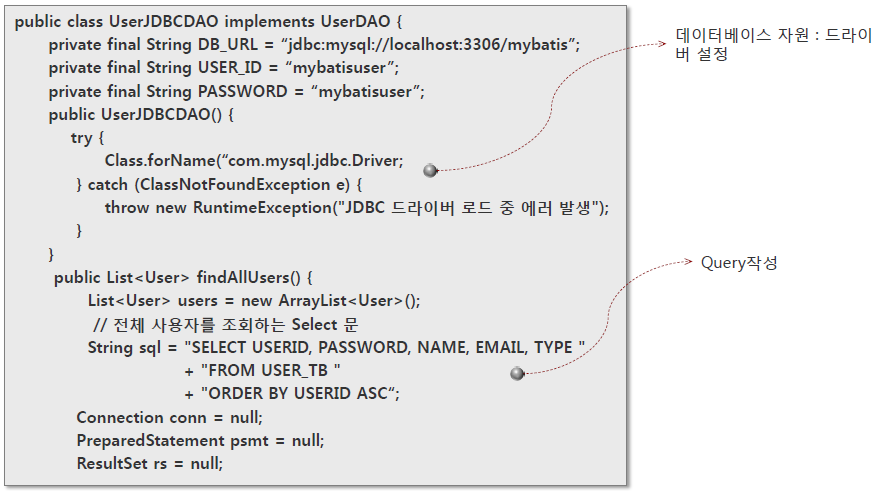 public class UserJDBCDAO implements UserDAO {
private final String DB_URL = “jdbc:mysql://localhost:3306/mybatis”;
private final String USER_ID = “mybatisuser”;
private final String PASSWORD = “mybatisuser”;
public UserJDBCDAO() {
try {
Class.forName(“com.mysql.jdbc.Driver;
} catch (ClassNotFoundException e) {
throw new RuntimeException("JDBC 드라이버 로드 중 에러 발생");
}
}
public List<User> findAllUsers() {
List<User> users = new ArrayList<User>();
// 전체 사용자를 조회하는 Select 문
String sql = "SELECT USERID, PASSWORD, NAME, EMAIL, TYPE "
+ "FROM USER_TB "
+ "ORDER BY USERID ASC“;
Connection conn = null;
PreparedStatement psmt = null;
ResultSet rs = null;
데이터베이스 자원 : 드라이
버 설정
Query작성